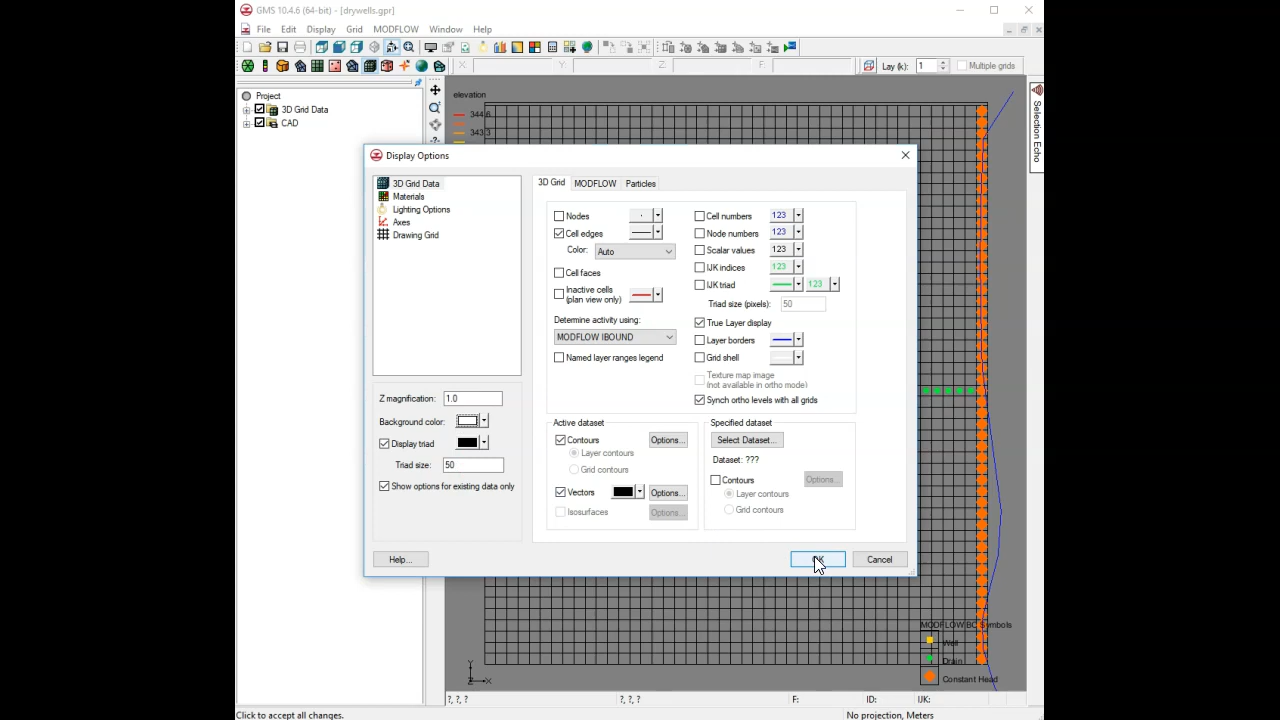 GMS 10.4.6 (64-bit) - [drywells.gpr]
File Edit Display Grid MODFLOW Window Help
X: Y: Z: F: Lay (k): 1 Multiple grids
Project
3D Grid Data
CAD
elevation
344.6
343.3
Selection Echo
Display Options
3D Grid Data
Materials
Lighting Options
Axes
Drawing Grid
Z magnification: 1.0
Background color:
Display triad
Triad size: 50
Show options for existing data only
3D Grid MODFLOW Particles
Nodes
Cell edges
Color: Auto
Cell faces
Inactive cells
(plan view only)
Determine activity using:
MODFLOW IBOUND
Named layer ranges legend
Cell numbers 123
Node numbers 123
Scalar values 123
IJK indices 123
IJK triad 123
Triad size (pixels): 50
True Layer display
Layer borders
Grid shell
Texture map image
(not available in ortho mode)
Synch ortho levels with all grids
Active dataset
Contours Options...
Layer contours
Grid contours
Vectors Options...
Isosurfaces Options...
Specified dataset
Select Dataset...
Dataset: ???
Contours Options...
Layer contours
Grid contours
Help... OK Cancel
MODFLOW BC Symbols
Well
Drain
Constant Head
Y
Z X
?, ?, ? ?, ?, ? F: ID: IJK:
Click to accept all changes. No projection, Meters